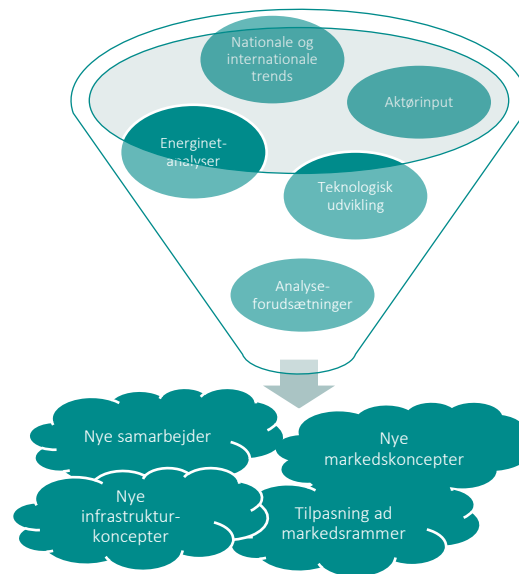 Nationale og
internationale
trends
Aktørinput
Energinet-
analyser
Teknologisk
udvikling
Analyse-
forudsætninger
Nye samarbejder
Nye
markedskoncepter
Nye
infrastruktur-
koncepter
Tilpasning ad
markedsrammer